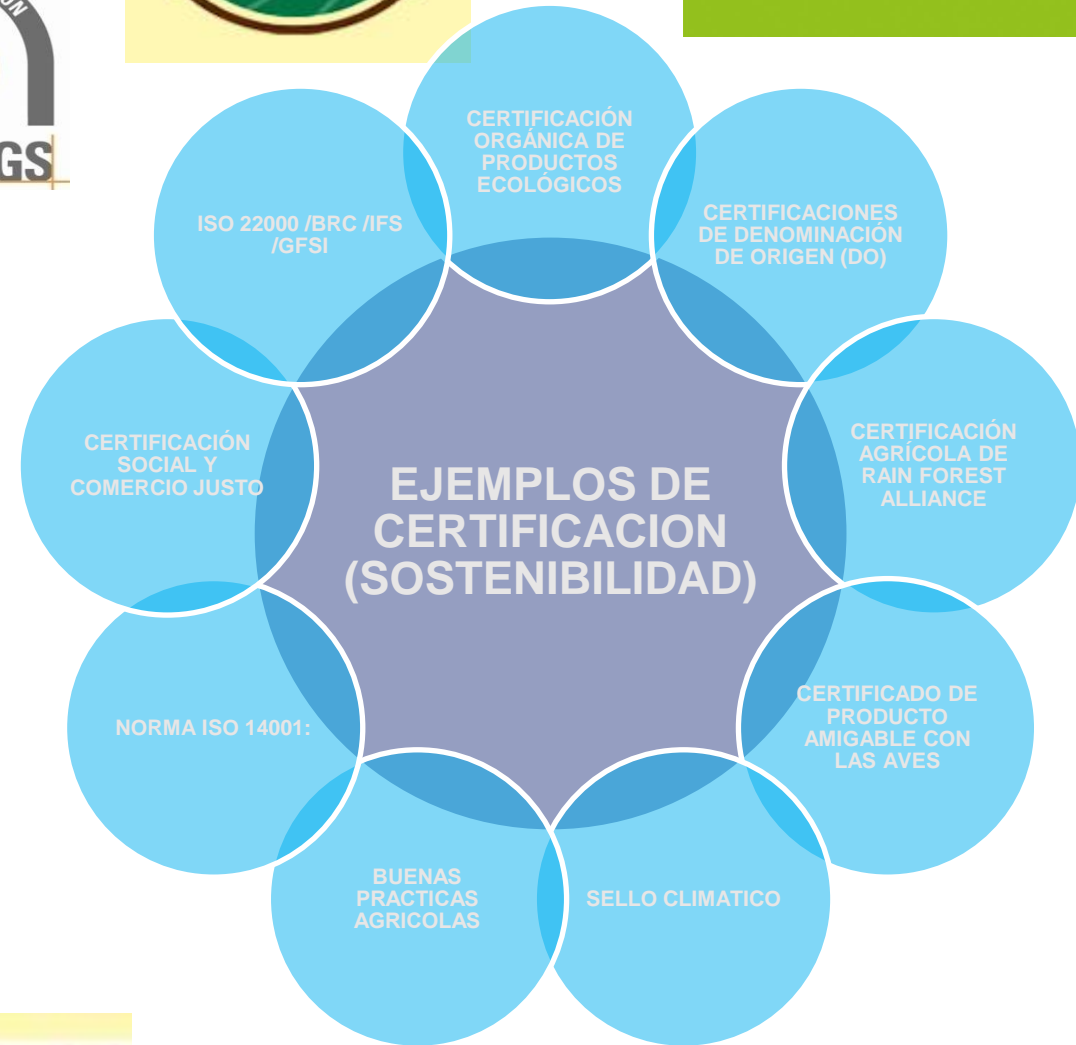 GS
CERTIFICACIÓN
ORGÁNICA DE
PRODUCTOS
ECOLÓGICOS
CERTIFICACIONES
DE DENOMINACIÓN
DE ORIGEN (DO)
CERTIFICACIÓN
AGRÍCOLA DE
RAIN FOREST
ALLIANCE
CERTIFICADO DE
PRODUCTO
AMIGABLE CON
LAS AVES
SELLO CLIMATICO
BUENAS
PRACTICAS
AGRICOLAS
NORMA ISO 14001:
CERTIFICACIÓN
SOCIAL Y
COMERCIO JUSTO
ISO 22000 /BRC /IFS
/GFSI
EJEMPLOS DE
CERTIFICACION
(SOSTENIBILIDAD)